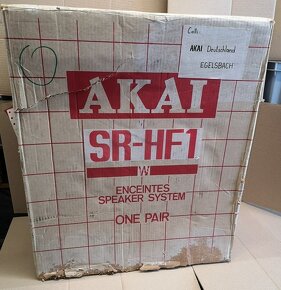 AKAI Deutschland
EGELSBACH
AKAI
SR-HF1
W
ENCEINTES
SPEAKER SYSTEM
ONE PAIR